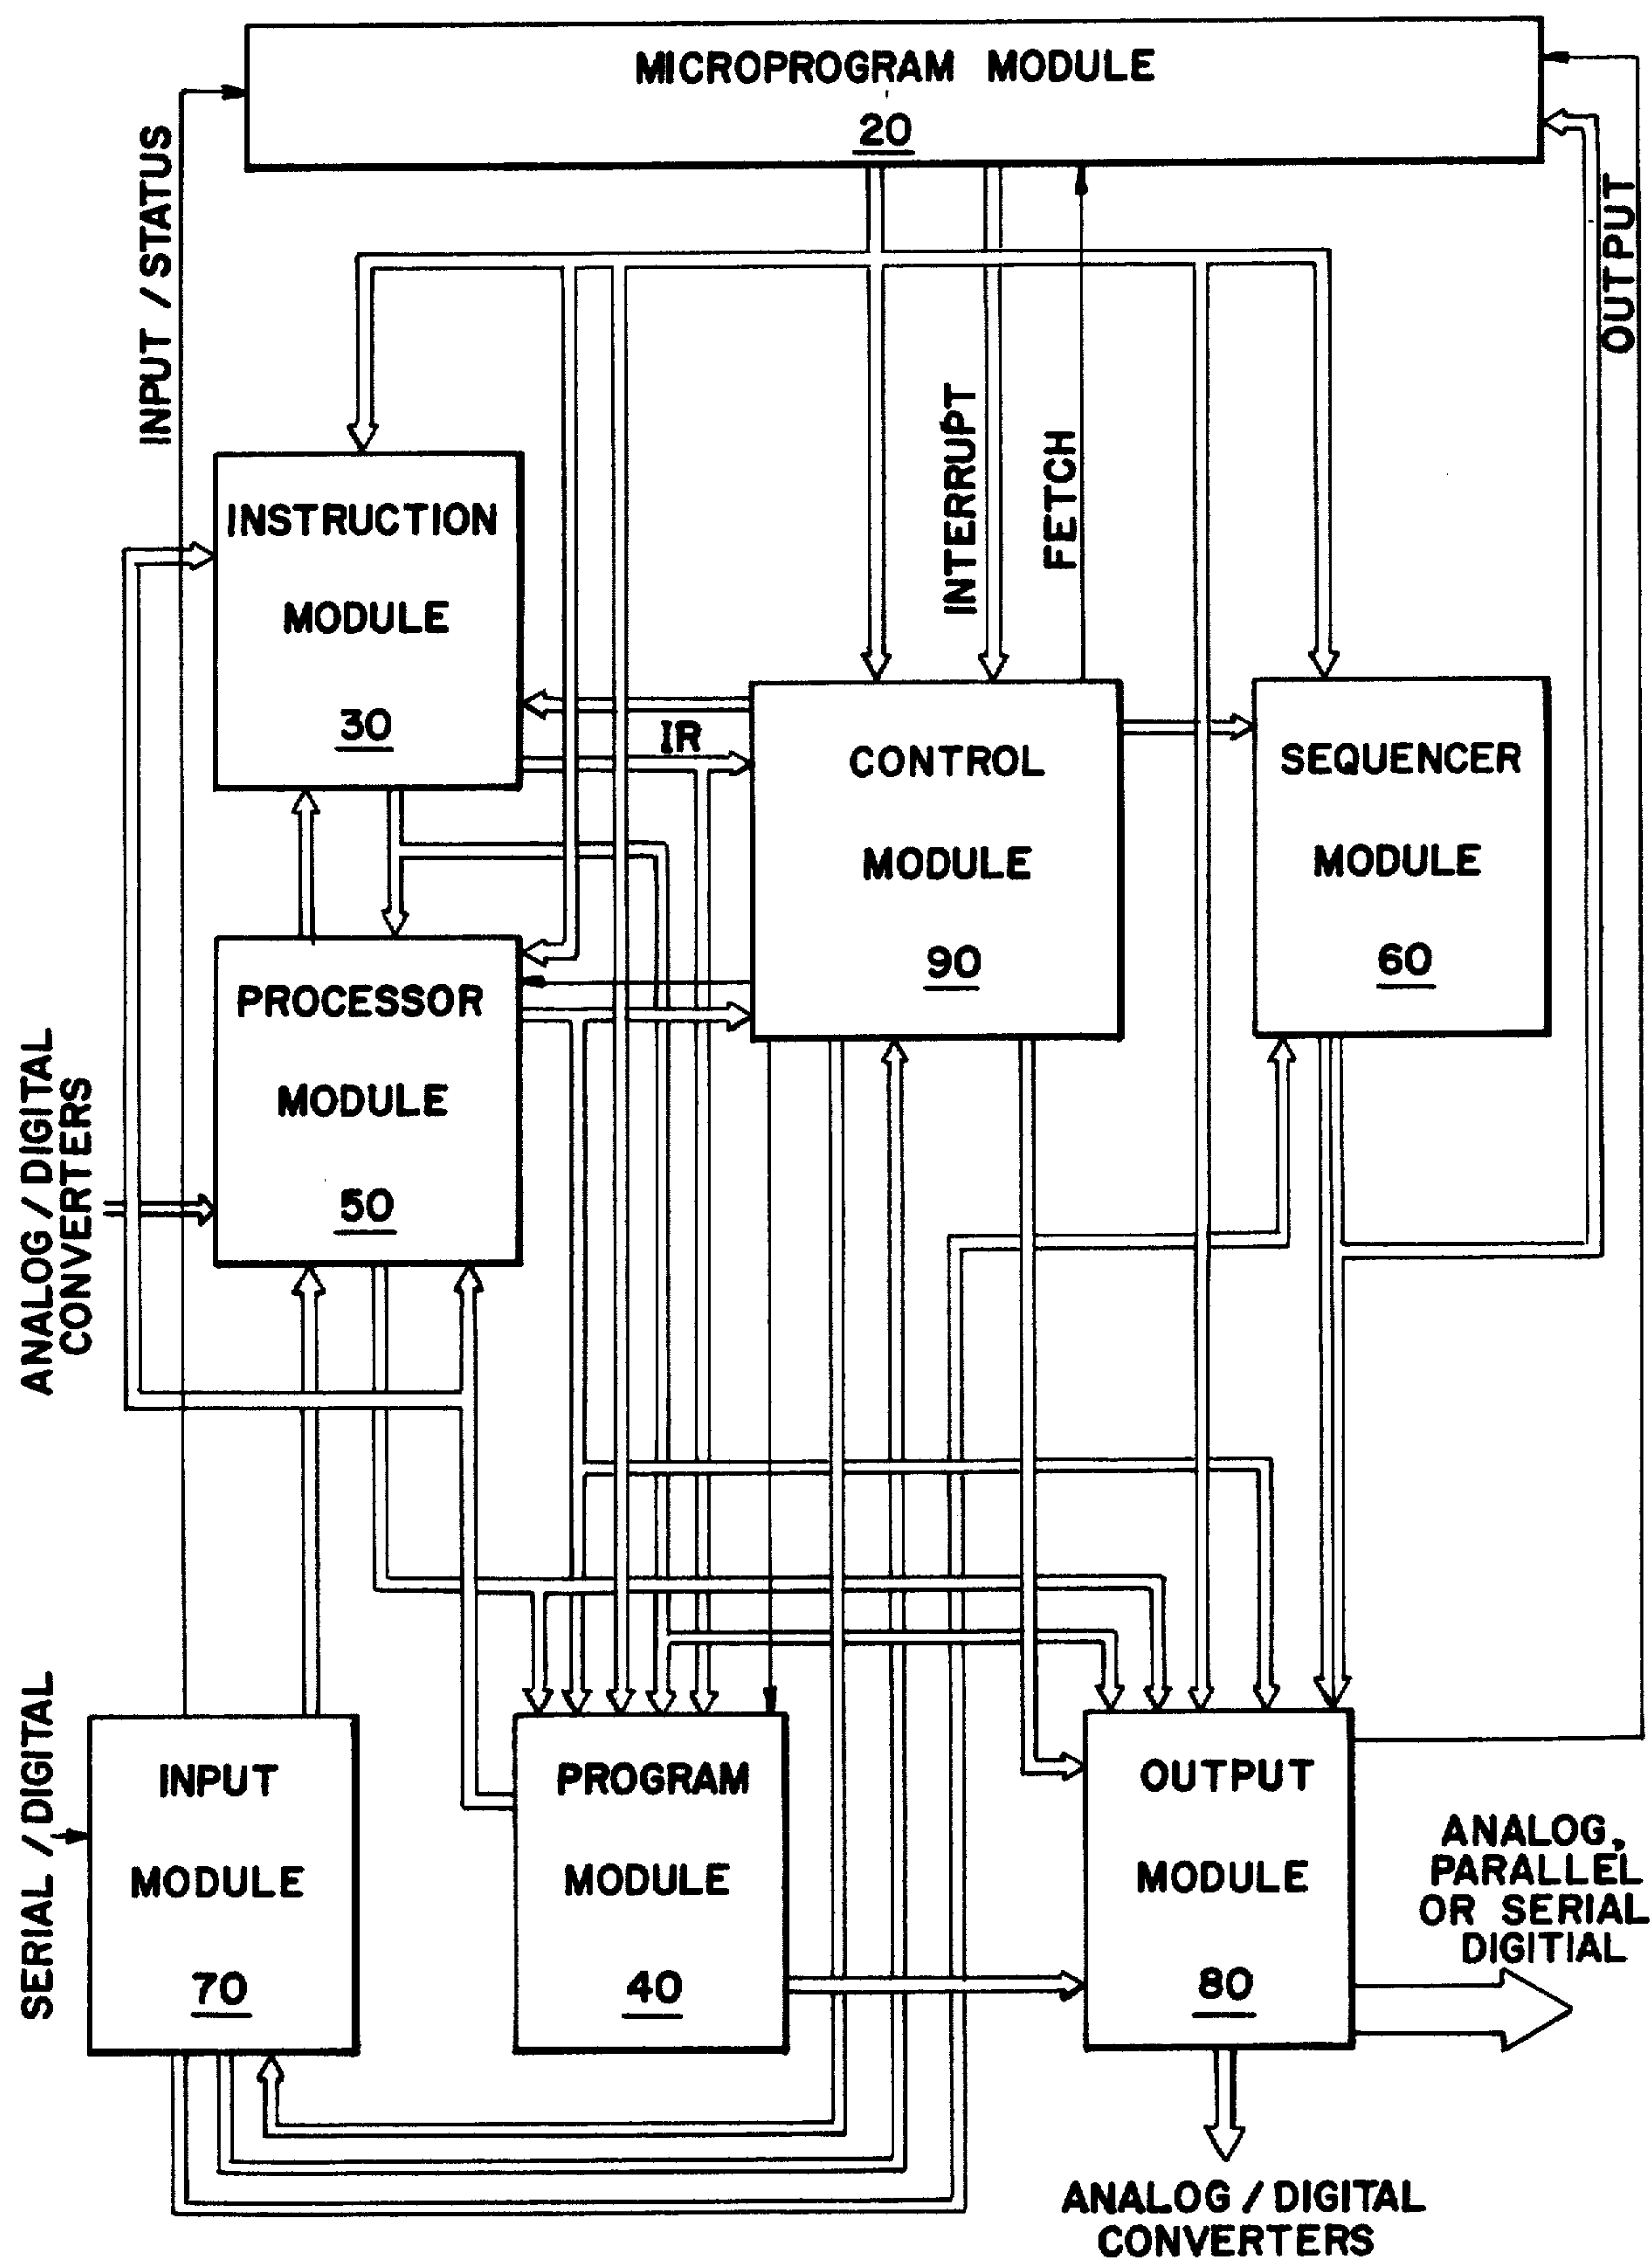 MICROPROGRAM MODULE
20
INPUT / STATUS
OUTPUT
INTERRUPT
FETCH
INSTRUCTION
MODULE
30
IR
CONTROL
MODULE
90
SEQUENCER
MODULE
60
PROCESSOR
MODULE
50
ANALOG / DIGITAL
CONVERTERS
SERIAL / DIGITAL
INPUT
MODULE
70
PROGRAM
MODULE
40
OUTPUT
MODULE
80
ANALOG,
PARALLEL
OR SERIAL
DIGITIAL
ANALOG / DIGITAL
CONVERTERS